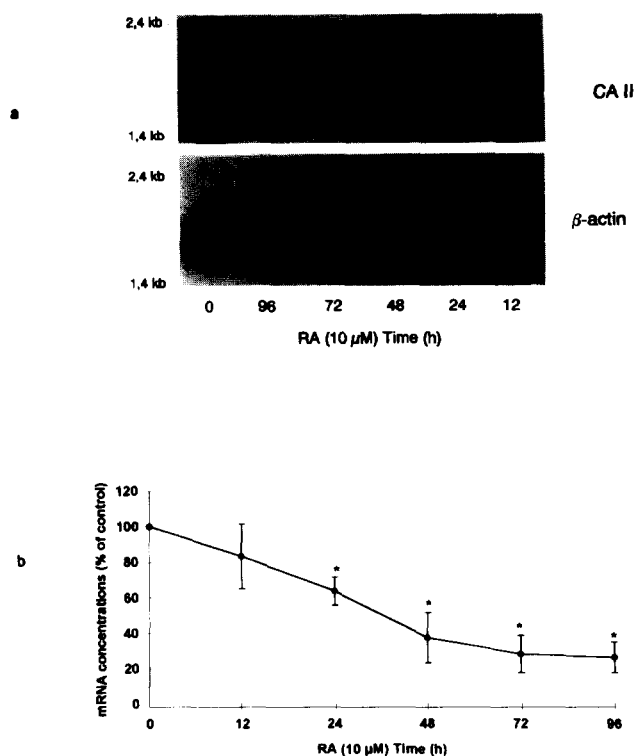 2,4 kb
CA II
a
1,4 kb
2,4 kb
β-actin
1,4 kb
0 96 72 48 24 12
RA (10 μM) Time (h)
b
mRNA concentrations (% of control)
120
100
80
60
40
20
0
* * * *
0 12 24 48 72 96
RA (10 μM) Time (h)